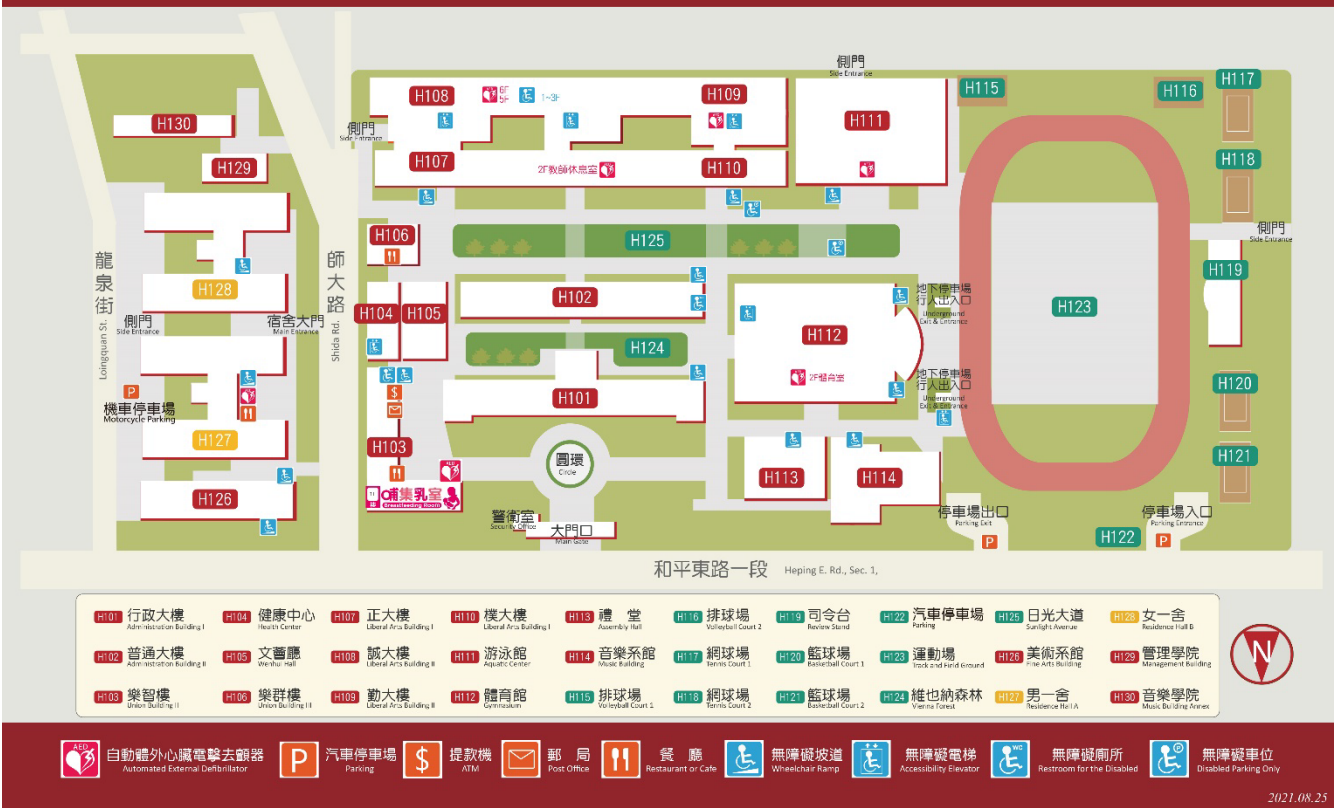 側門
Side Entrance
H117
H115
H116
H108
6F
5F
1~3F
H109
H111
H130
側門
Side Entrance
H118
H129
H107
2F教師休息室
H110
側門
Side Entrance
H106
H125
龍泉街
Loingquan St.
師大路
Shida Rd.
H119
H128
H102
地下停車場
行人出入口
Underground
Exit & Entrance
H104
H105
H123
側門
Side Entrance
宿舍大門
Main Entrance
H124
H112
地下停車場
行人出入口
Underground
Exit & Entrance
2F體育室
H120
P
機車停車場
Motorcycle Parking
$
H101
H127
H103
圓環
Circle
H121
H113
H114
AED
H126
哺集乳室
Breastfeeding Room
警衛室
Security Office
大門口
Main Gate
停車場出口
Parking Exit
P
H122
停車場入口
Parking Entrance
P
和平東路一段 Heping E. Rd., Sec. 1,
H101 行政大樓 Administration Building I
H104 健康中心 Health Center
H107 正大樓 Liberal Arts Building I
H110 樸大樓 Liberal Arts Building I
H113 禮 堂 Assembly Hall
H116 排球場 Volleyball Court 2
H119 司令台 Review Stand
H122 汽車停車場 Parking
H125 日光大道 Sunlight Avenue
H128 女一舍 Residence Hall B
H102 普通大樓 Administration Building II
H105 文薈廳 Wenhui Hall
H108 誠大樓 Liberal Arts Building II
H111 游泳館 Aquatic Center
H114 音樂系館 Music Building
H117 網球場 Tennis Court 1
H120 籃球場 Basketball Court 1
H123 運動場 Track and Field Ground
H126 美術系館 Fine Arts Building
H129 管理學院 Management Building
H103 樂智樓 Union Building II
H106 樂群樓 Union Building III
H109 勤大樓 Liberal Arts Building II
H112 體育館 Gymnasium
H115 排球場 Volleyball Court 1
H118 網球場 Tennis Court 2
H121 籃球場 Basketball Court 2
H124 維也納森林 Vienna Forest
H127 男一舍 Residence Hall A
H130 音樂學院 Music Building Annex
N
AED 自動體外心臟電擊去顫器 Automated External Defibrillator
P 汽車停車場 Parking
$ 提款機 ATM
郵 局 Post Office
餐 廳 Restaurant or Cafe
無障礙坡道 Wheelchair Ramp
無障礙電梯 Accessibility Elevator
WC 無障礙廁所 Restroom for the Disabled
P 無障礙車位 Disabled Parking Only
2021.08.25